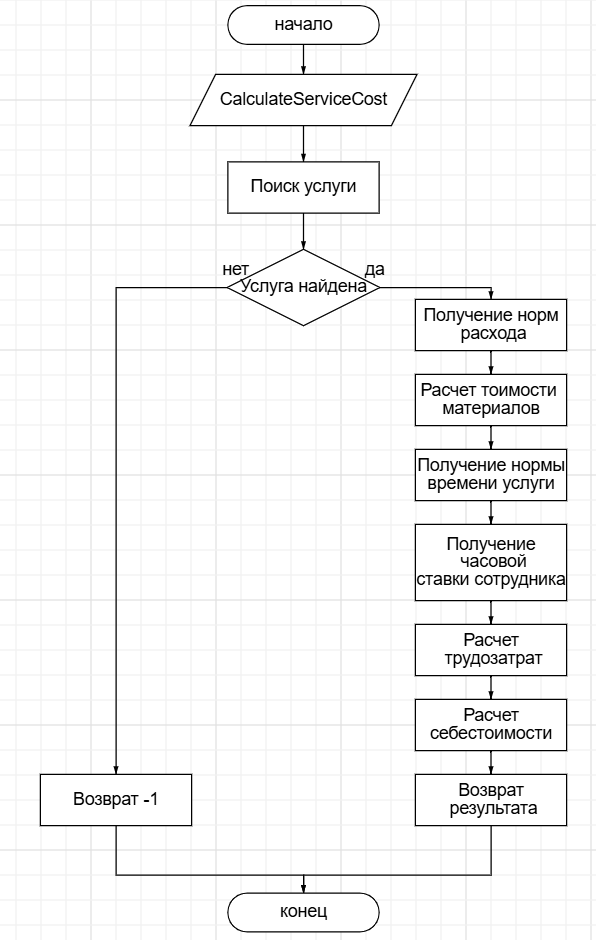 начало
CalculateServiceCost
Поиск услуги
нет
да
Услуга найдена
Получение норм
расхода
Расчет тоимости
материалов
Получение нормы
времени услуги
Получение
часовой
ставки сотрудника
Расчет
трудозатрат
Расчет
себестоимости
Возврат -1
Возврат
результата
конец